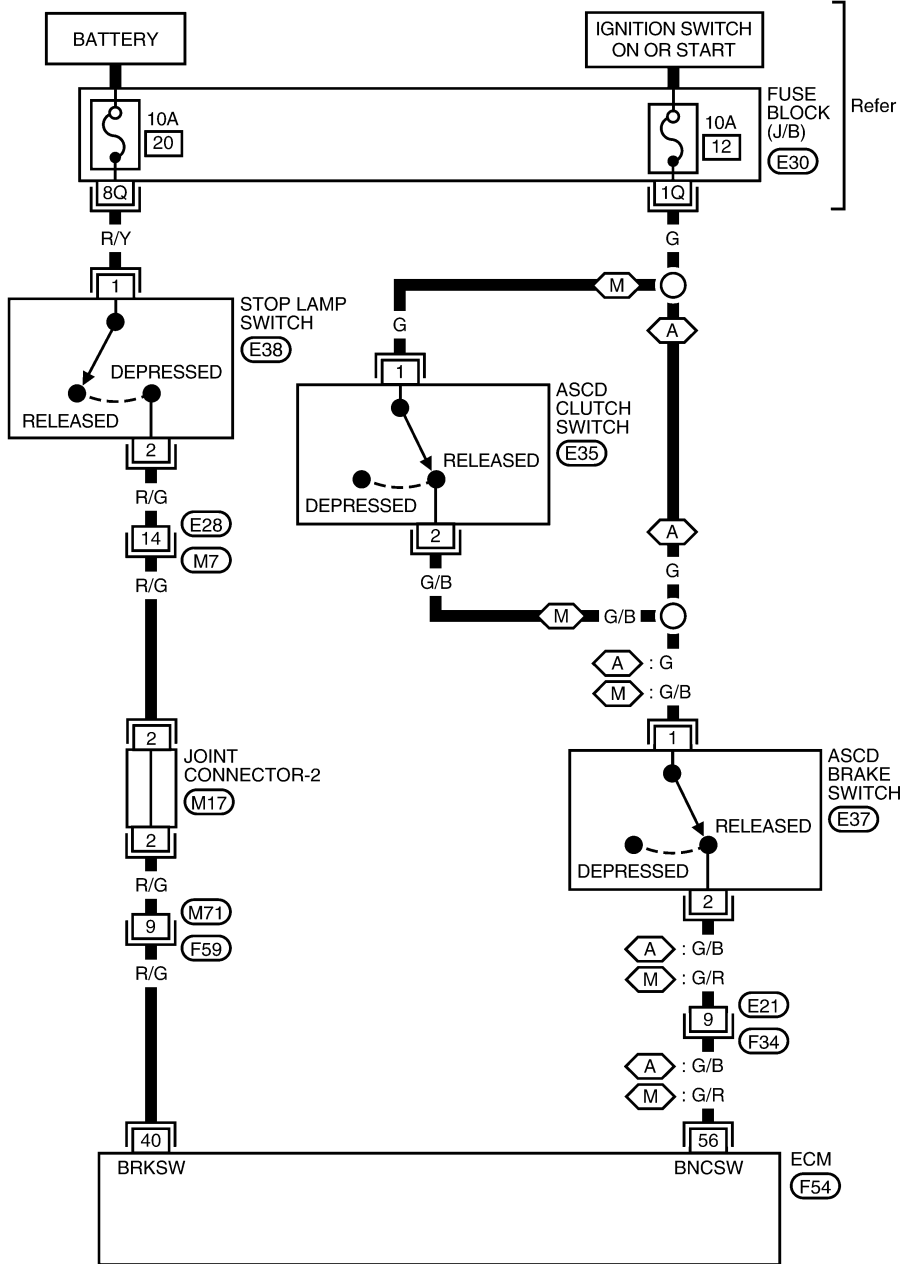 BATTERY
IGNITION SWITCH
ON OR START
10A
20
10A
12
FUSE
BLOCK
(J/B)
E30
Refer
8Q
1Q
R/Y
G
1
M
A
STOP LAMP
SWITCH
E38
DEPRESSED
RELEASED
2
G
1
ASCD
CLUTCH
SWITCH
E35
RELEASED
DEPRESSED
2
R/G
14
E28
M7
R/G
G/B
A
G
M
G/B
A : G
M : G/B
2
JOINT
CONNECTOR-2
M17
2
1
ASCD
BRAKE
SWITCH
E37
RELEASED
DEPRESSED
2
R/G
9
M71
F59
R/G
A : G/B
M : G/R
9
E21
F34
A : G/B
M : G/R
40
BRKSW
56
BNCSW
ECM
F54